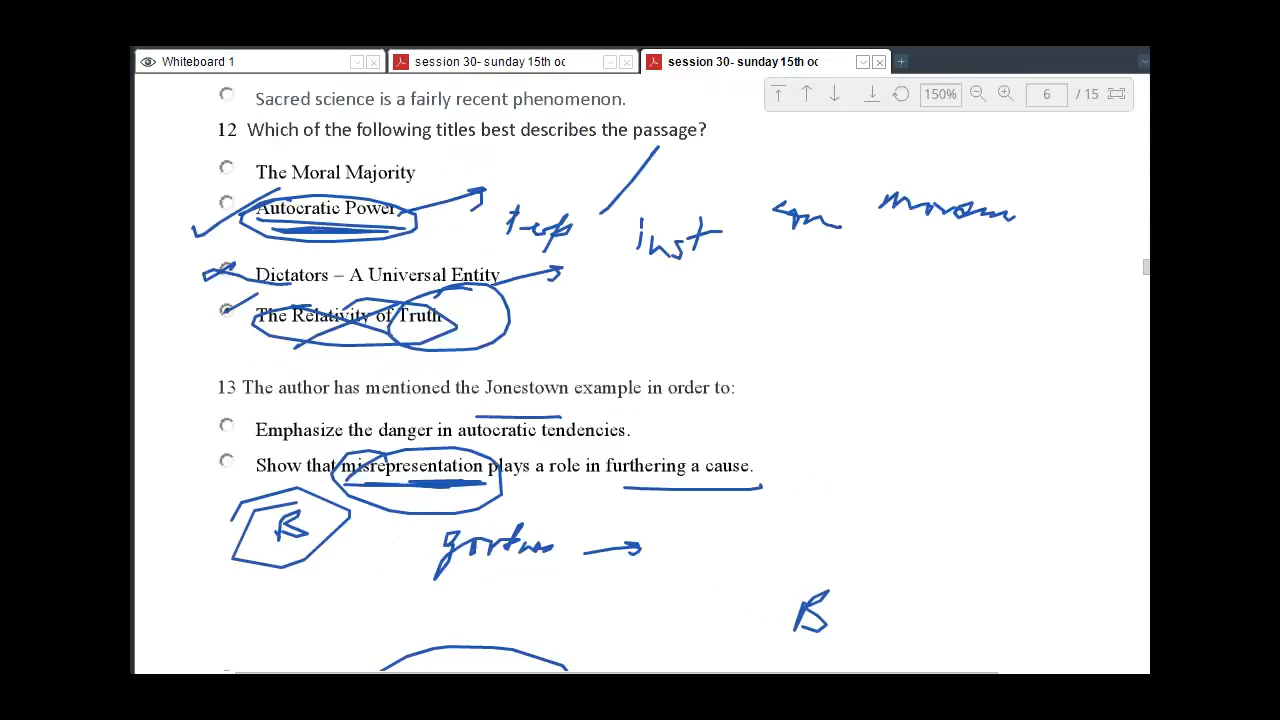 Whiteboard 1 session 30- sunday 15th oc session 30- sunday 15th oc
150% 6 / 15
Sacred science is a fairly recent phenomenon.
12 Which of the following titles best describes the passage?
The Moral Majority
Autocratic Power
inst
Dictators – A Universal Entity
The Relativity of Truth
13 The author has mentioned the Jonestown example in order to:
Emphasize the danger in autocratic tendencies.
Show that misrepresentation plays a role in furthering a cause.
B
B